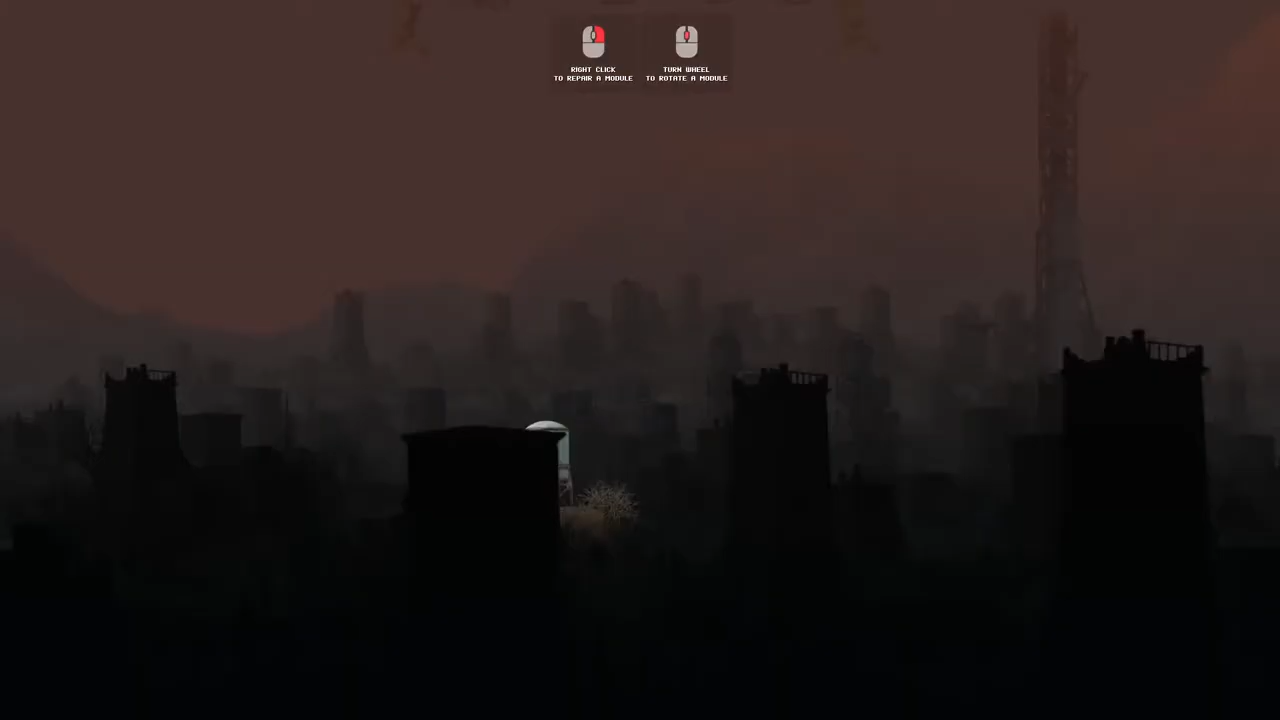 RIGHT CLICK
TO REPAIR A MODULE
TURN WHEEL
TO ROTATE A MODULE